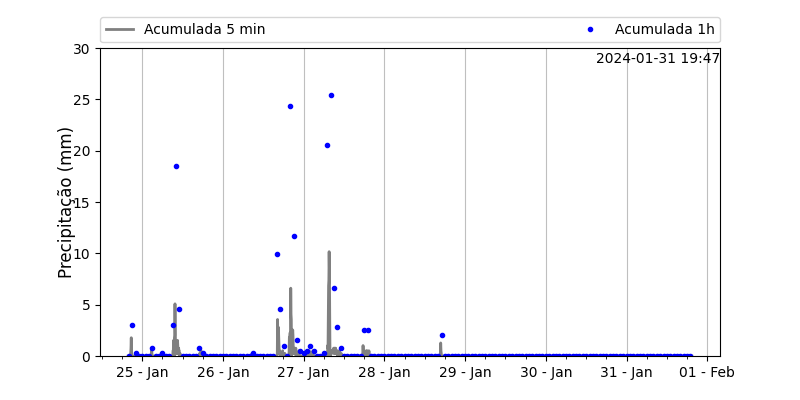 Acumulada 5 min
Acumulada 1h
2024-01-31 19:47
Precipitação (mm)
30
25
20
15
10
5
0
25 - Jan
26 - Jan
27 - Jan
28 - Jan
29 - Jan
30 - Jan
31 - Jan
01 - Feb